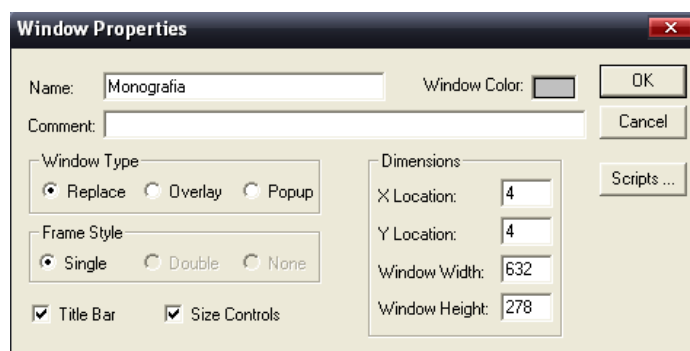 Window Properties
Name: Monografia Window Color: OK
Comment: Cancel
Window Type Dimensions Scripts ...
Replace Overlay Popup X Location: 4
Frame Style Y Location: 4
Single Double None Window Width: 632
Title Bar Size Controls Window Height: 278